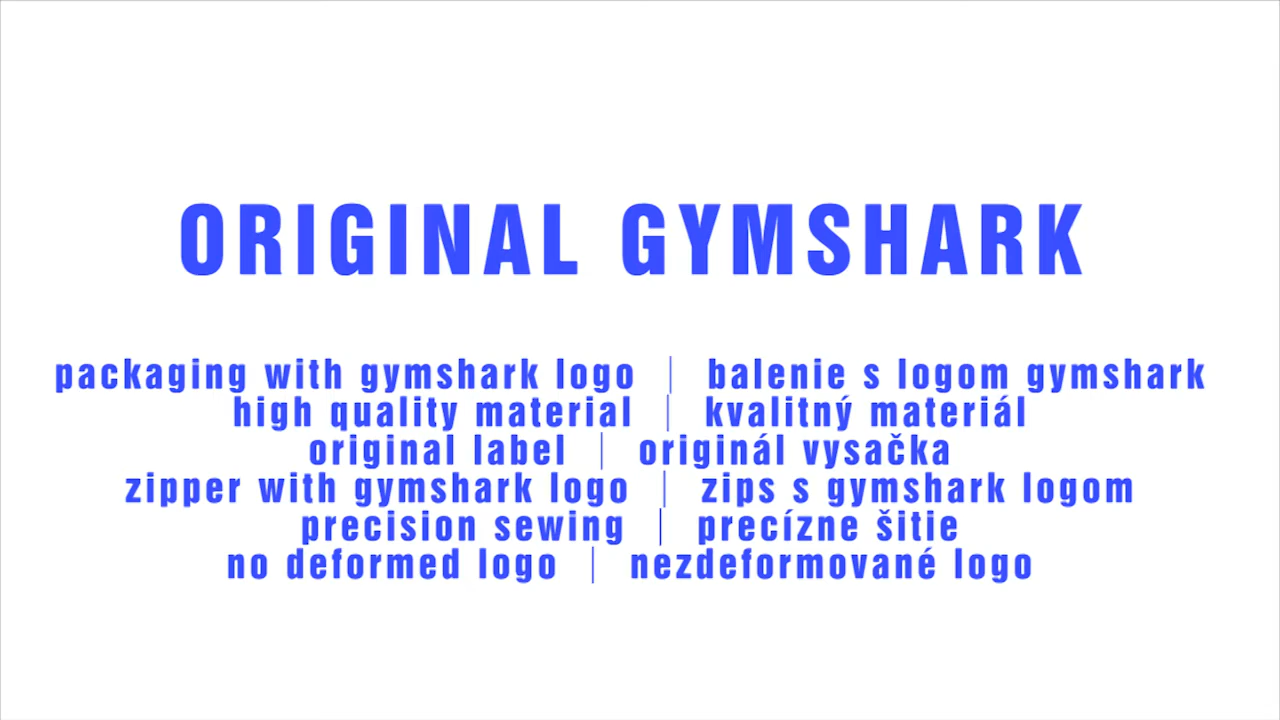 ORIGINAL GYMSHARK
packaging with gymshark logo | balenie s logom gymshark
high quality material | kvalitný materiál
original label | originál vysačka
zipper with gymshark logo | zips s gymshark logom
precision sewing | precízne šitie
no deformed logo | nezdeformované logo